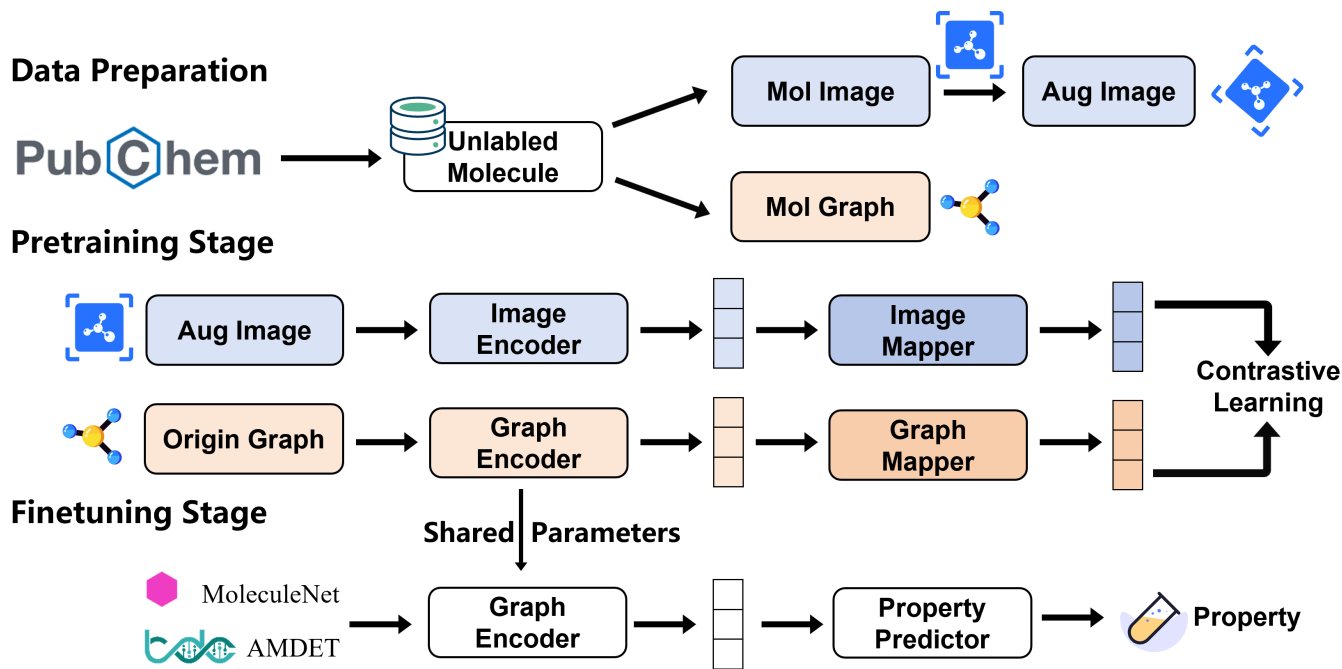 Data Preparation
PubChem
Unlabled
Molecule
Mol Image
Aug Image
Mol Graph
Pretraining Stage
Aug Image
Image
Encoder
Image
Mapper
Contrastive
Learning
Origin Graph
Graph
Encoder
Graph
Mapper
Finetuning Stage
Shared Parameters
MoleculeNet
AMDET
Graph
Encoder
Property
Predictor
Property